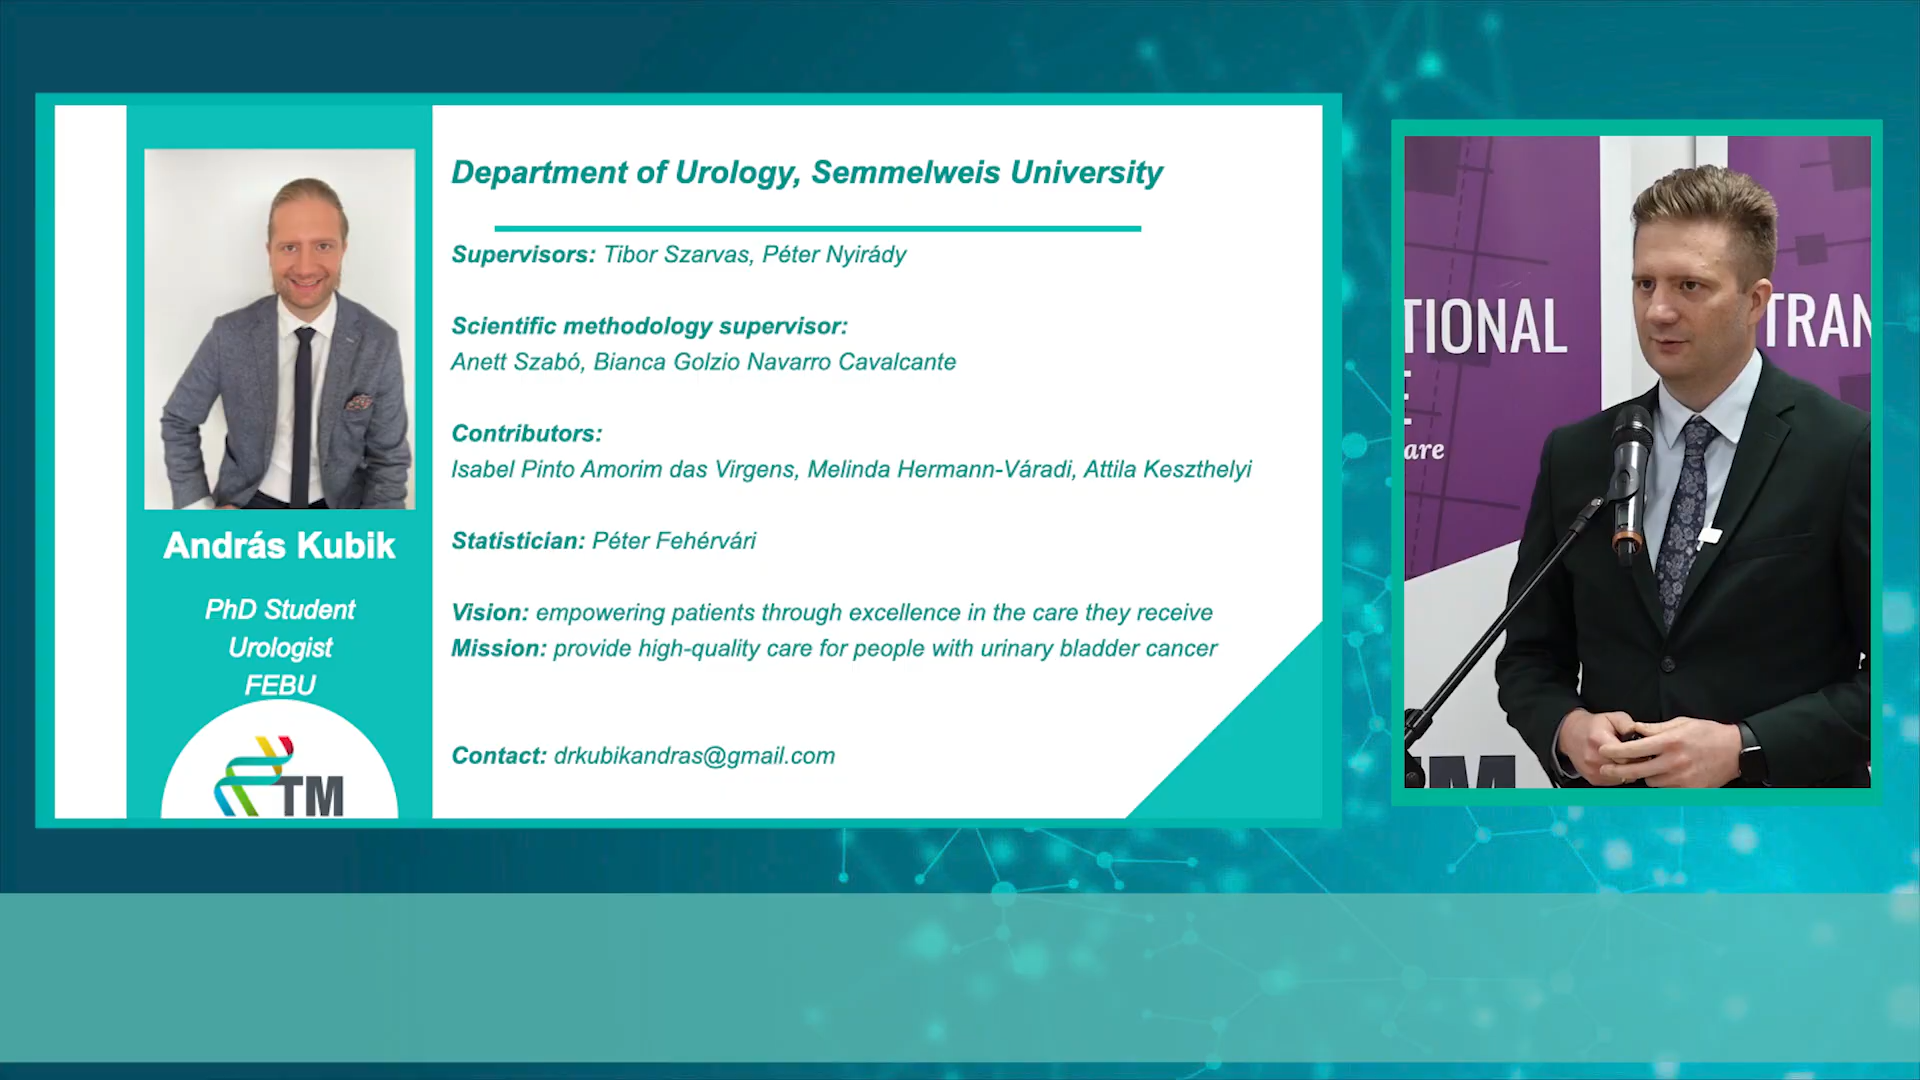 Department of Urology, Semmelweis University
Supervisors: Tibor Szarvas, Péter Nyirády
Scientific methodology supervisor:
Anett Szabó, Bianca Golzio Navarro Cavalcante
Contributors:
Isabel Pinto Amorim das Virgens, Melinda Hermann-Váradi, Attila Keszthelyi
Statistician: Péter Fehérvári
Vision: empowering patients through excellence in the care they receive
Mission: provide high-quality care for people with urinary bladder cancer
Contact: drkubikandras@gmail.com
András Kubik
PhD Student
Urologist
FEBU
TM
TIONAL
TRAN
E
are
TM